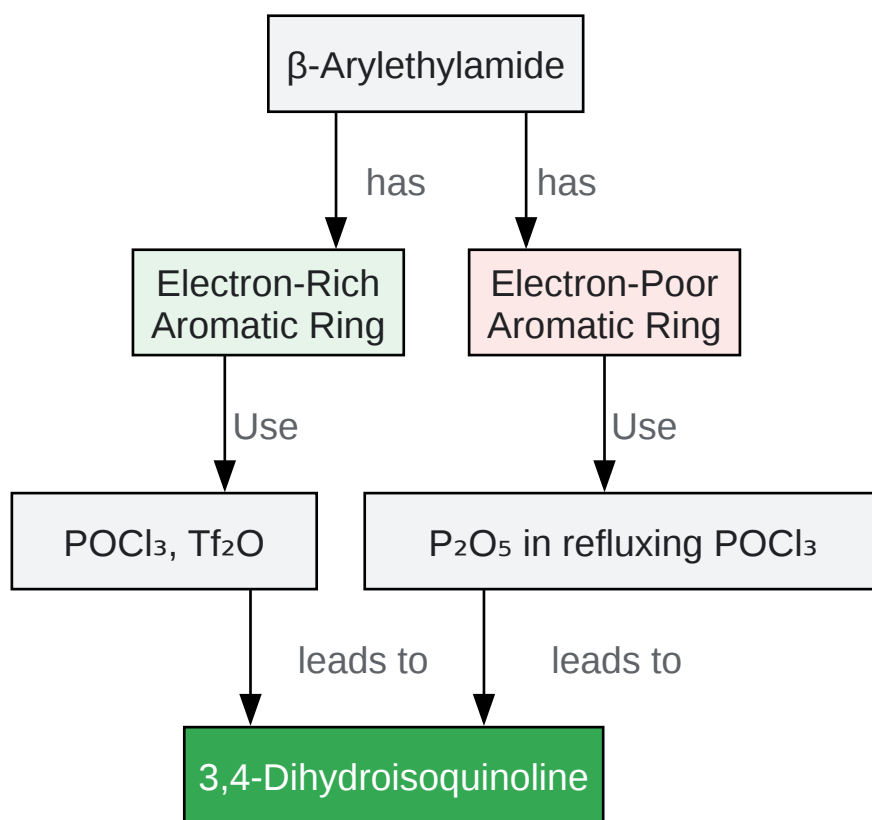 β-Arylethylamide
has
has
Electron-Rich
Aromatic Ring
Electron-Poor
Aromatic Ring
Use
Use
POCl₃, Tf₂O
P₂O₅ in refluxing POCl₃
leads to
leads to
3,4-Dihydroisoquinoline